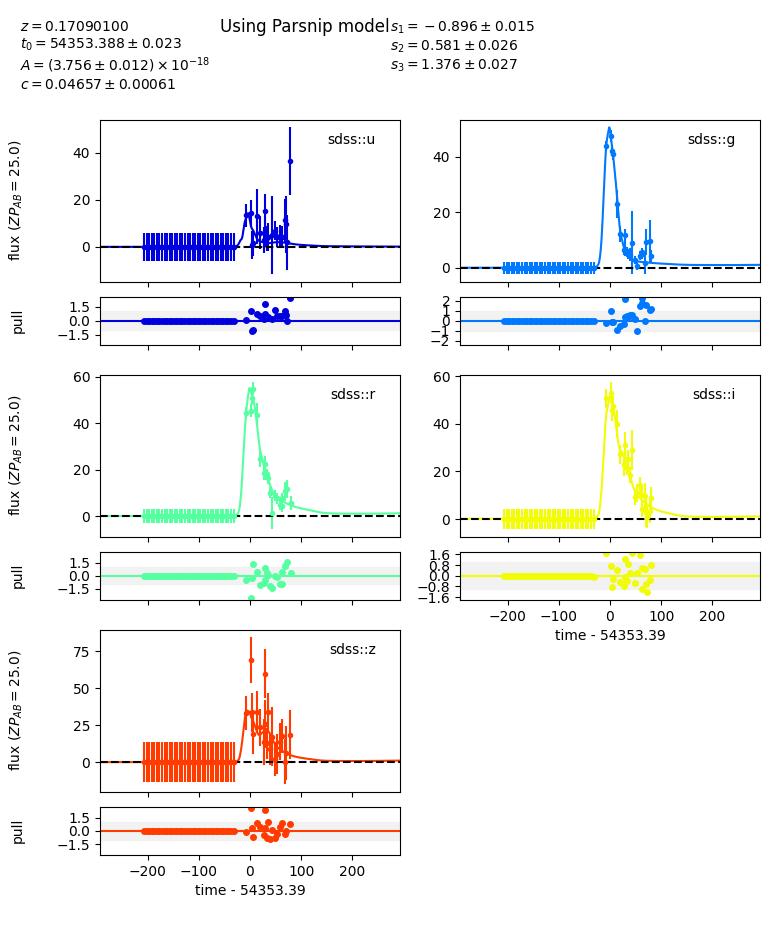 Using Parsnip model
z = 0.17090100
t₀ = 54353.388 ± 0.023
A = (3.756 ± 0.012) × 10⁻¹⁸
c = 0.04657 ± 0.00061
s₁ = −0.896 ± 0.015
s₂ = 0.581 ± 0.026
s₃ = 1.376 ± 0.027
flux (ZP_AB = 25.0)
40
20
0
sdss::u
pull
1.5
0.0
−1.5
40
20
0
sdss::g
2
1
0
−1
−2
flux (ZP_AB = 25.0)
60
40
20
0
sdss::r
pull
1.5
0.0
−1.5
60
40
20
0
sdss::i
1.6
0.8
0.0
−0.8
−1.6
−200 −100 0 100 200
time - 54353.39
flux (ZP_AB = 25.0)
75
50
25
0
sdss::z
pull
1.5
0.0
−1.5
−200 −100 0 100 200
time - 54353.39